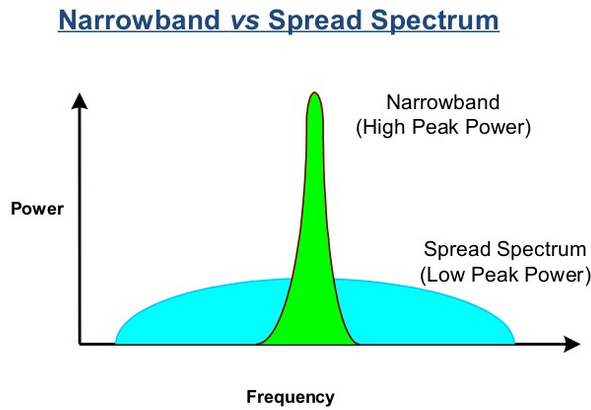 Narrowband vs Spread Spectrum
Narrowband
(High Peak Power)
Power
Spread Spectrum
(Low Peak Power)
Frequency